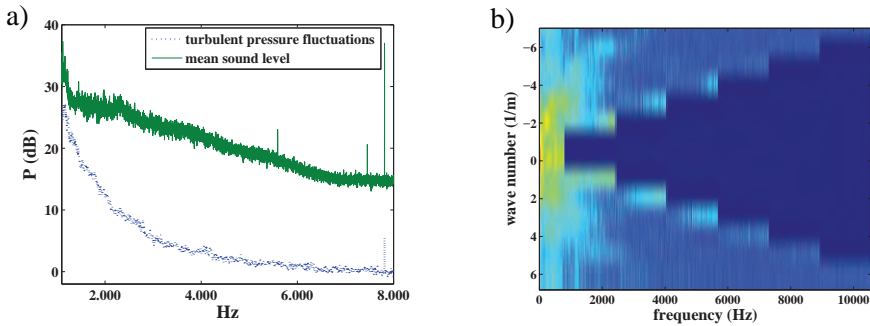 a)
turbulent pressure fluctuations
mean sound level
40
30
20
10
0
P (dB)
2.000 4.000 6.000 8.000
Hz
b)
−6
−4
−2
0
2
4
6
wave number (1/m)
0 2000 4000 6000 8000 10000
frequency (Hz)